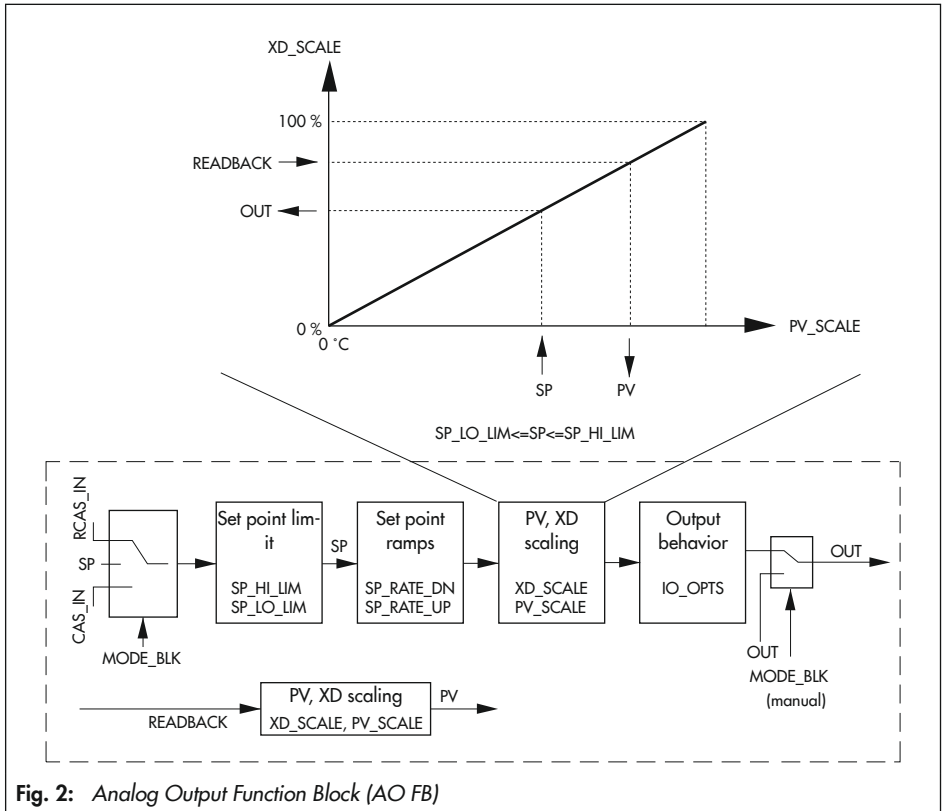 XD_SCALE
100 %
READBACK
OUT
0 %
0 °C
PV_SCALE
SP
PV
SP_LO_LIM<=SP<=SP_HI_LIM
RCAS_IN
SP
CAS_IN
MODE_BLK
Set point lim-
it
SP_HI_LIM
SP_LO_LIM
SP
Set point
ramps
SP_RATE_DN
SP_RATE_UP
PV, XD
scaling
XD_SCALE
PV_SCALE
Output
behavior
IO_OPTS
OUT
OUT
MODE_BLK
(manual)
READBACK
PV, XD scaling
XD_SCALE, PV_SCALE
PV
Fig. 2: Analog Output Function Block (AO FB)